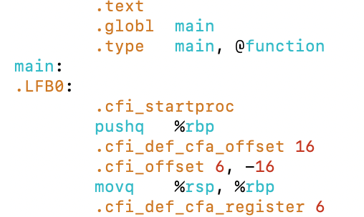 .text
.globl main
.type main, @function
main:
.LFB0:
.cfi_startproc
pushq %rbp
.cfi_def_cfa_offset 16
.cfi_offset 6, -16
movq %rsp, %rbp
.cfi_def_cfa_register 6